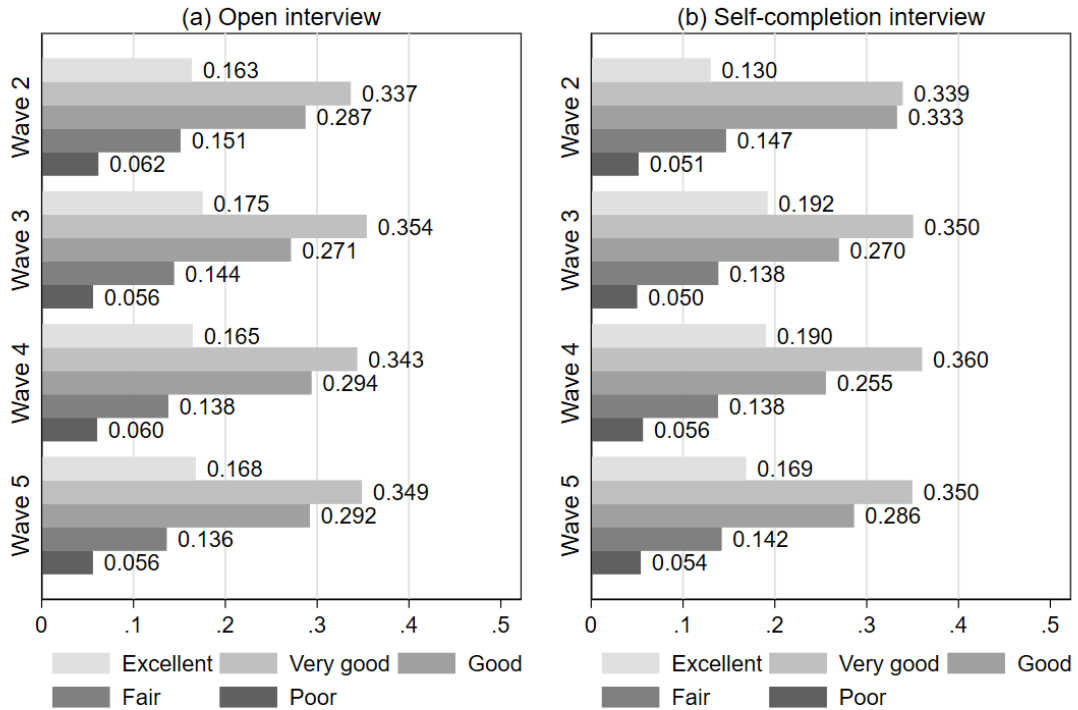 (a) Open interview
Wave 2
0.163
0.337
0.287
0.151
0.062
Wave 3
0.175
0.354
0.271
0.144
0.056
Wave 4
0.165
0.343
0.294
0.138
0.060
Wave 5
0.168
0.349
0.292
0.136
0.056
0 .1 .2 .3 .4 .5
Excellent Very good Good
Fair Poor
(b) Self-completion interview
Wave 2
0.130
0.339
0.333
0.147
0.051
Wave 3
0.192
0.350
0.270
0.138
0.050
Wave 4
0.190
0.360
0.255
0.138
0.056
Wave 5
0.169
0.350
0.286
0.142
0.054
0 .1 .2 .3 .4 .5
Excellent Very good Good
Fair Poor